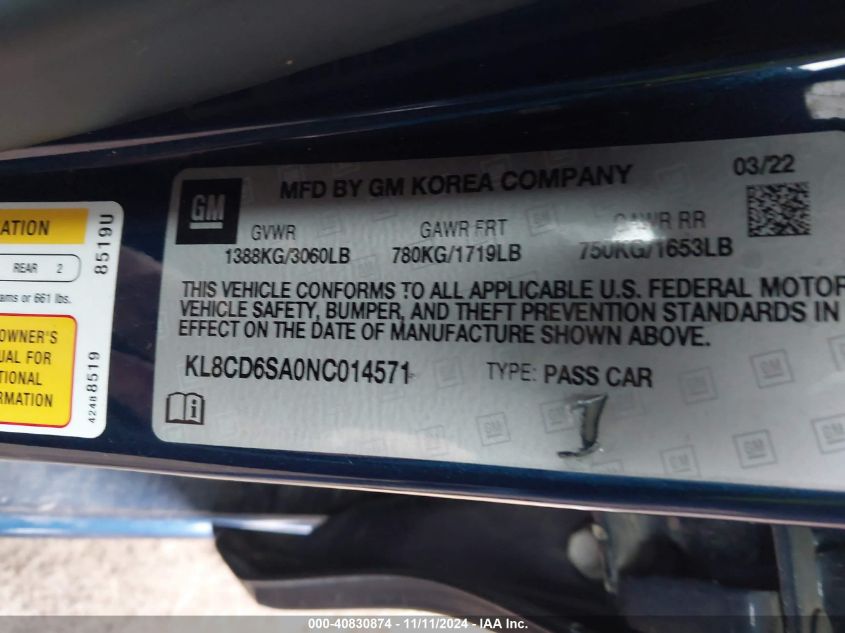 ATION
REAR 2
ams or 661 lbs.
OWNER'S
UAL FOR
TIONAL
RMATION
8519U
4248 8519
GM
MFD BY GM KOREA COMPANY
03/22
GVWR
GAWR FRT
GAWR RR
1388KG/3060LB
780KG/1719LB
750KG/1653LB
THIS VEHICLE CONFORMS TO ALL APPLICABLE U.S. FEDERAL MOTOR
VEHICLE SAFETY, BUMPER, AND THEFT PREVENTION STANDARDS IN
EFFECT ON THE DATE OF MANUFACTURE SHOWN ABOVE.
KL8CD6SA0NC014571
TYPE: PASS CAR
000-40830874 - 11/11/2024 - IAA Inc.